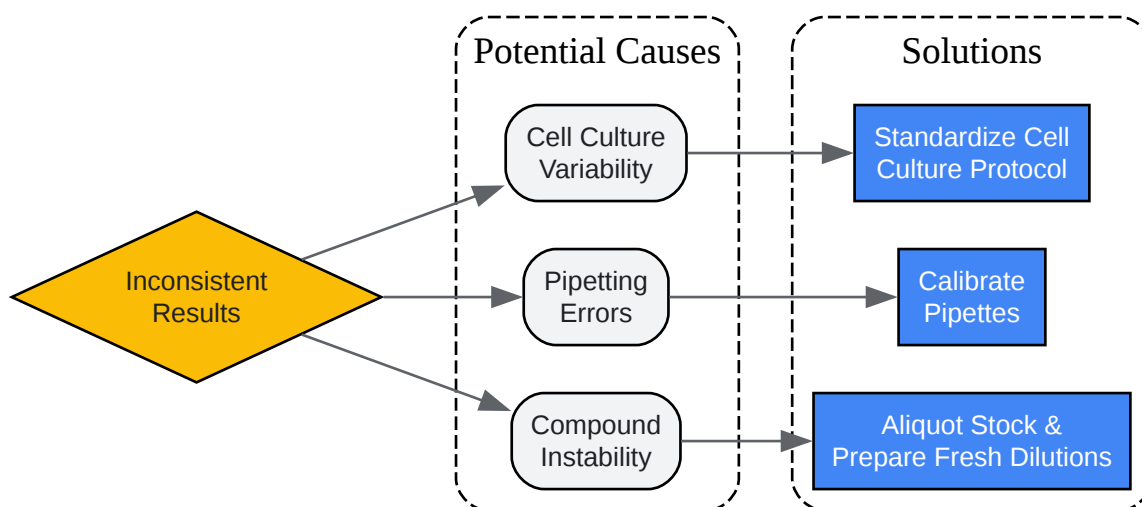 Potential Causes
Solutions
Inconsistent
Results
Cell Culture
Variability
Standardize Cell
Culture Protocol
Pipetting
Errors
Calibrate
Pipettes
Compound
Instability
Aliquot Stock &
Prepare Fresh Dilutions